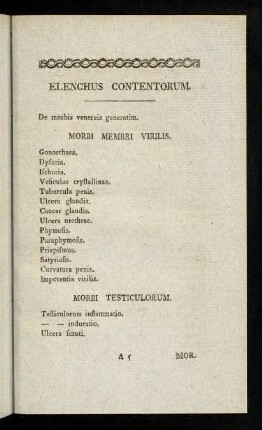 ELENCHUS CONTENTORUM.
De morbis venereis generatim.
MORBI MEMBRI VIRILIS.
Gonorrhaea.
Dyſuria.
Iſchuria.
Veſiculae cryſtallinae.
Tubercula penis.
Ulcera glandis.
Cancer glandis.
Ulcera urethrae.
Phymoſis.
Paraphymoſis.
Priapiſmus.
Satyriaſis.
Curvatura penis.
Impotentia virilis.
MORBI TESTICULORUM.
Teſticulorum inflammatio.
— — induratio.
Ulcera ſcroti.
A 5 MOR-